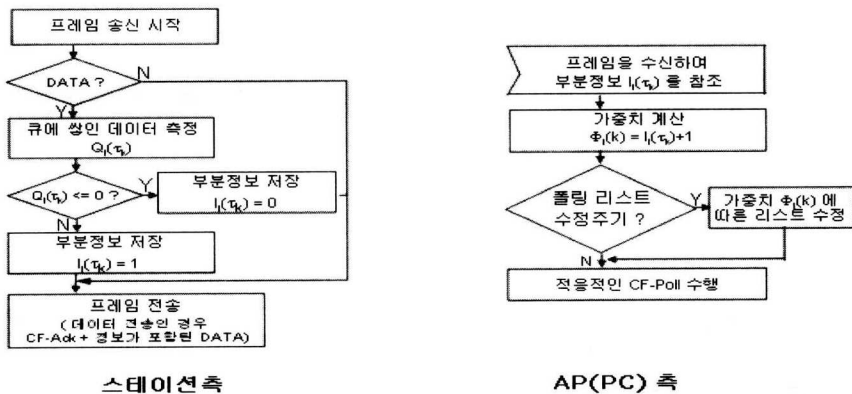 프레임 송신 시작
DATA ?
N
Y
큐에 쌓인 데이터 측정
Q_i(τ_k)
Q_i(τ_k) <= 0 ?
Y
부분정보 저장
I_i(τ_k) = 0
N
부분정보 저장
I_i(τ_k) = 1
프레임 전송
( 데이터 전송인 경우
CF-Ack + 정보가 포함된 DATA)
스테이션측
프레임을 수신하며
부분정보 I_i(τ_k) 를 참조
가중치 계산
Φ_i(k) = I_i(τ_k)+1
폴링 리스트
수정주기 ?
Y
가중치 Φ_i(k) 에
따른 리스트 수정
N
적응적인 CF-Poll 수행
AP(PC) 측